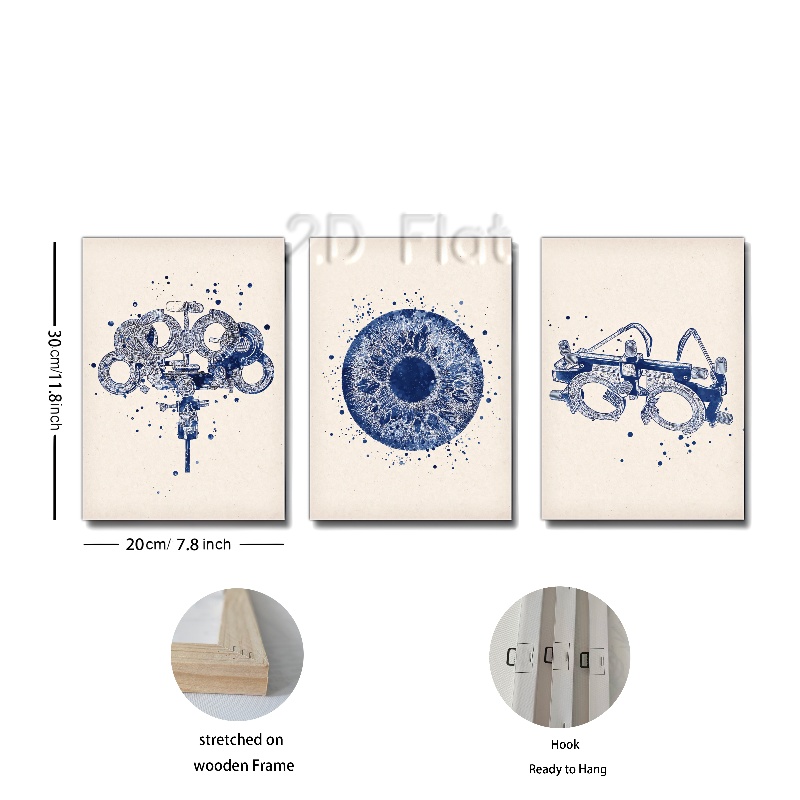 2D Flat
30cm/11.8inch
20cm/ 7.8 inch
stretched on
wooden Frame
Hook
Ready to Hang